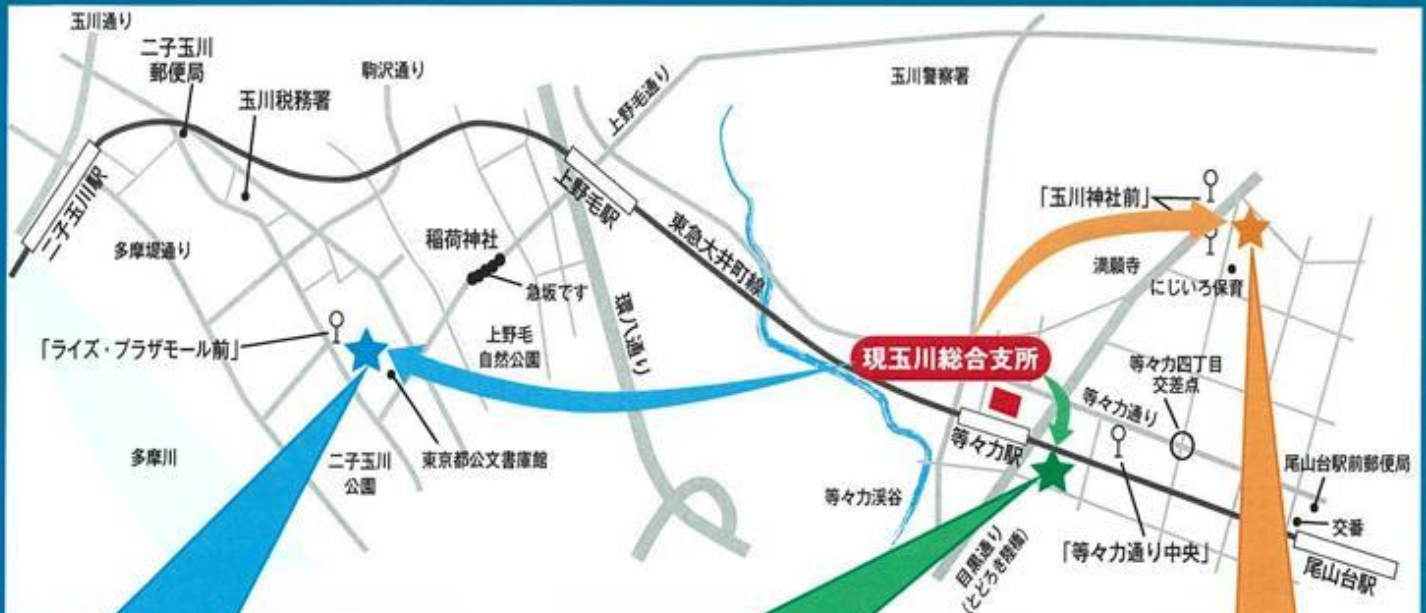 玉川通り
二子玉川
郵便局
玉川税務署
駒沢通り
上野毛通り
玉川警察署
二子玉川駅
上野毛駅
「玉川神社前」
多摩堤通り
稲荷神社
急坂です
東急大井町線
満願寺
にじいろ保育
環八通り
「ライズ・プラザモール前」
上野毛
自然公園
現玉川総合支所
等々力四丁目
交差点
等々力通り
等々力駅
多摩川
二子玉川
公園
東京都公文書庫館
等々力渓谷
尾山台駅前郵便局
交番
目黒通り
(とどろき陸橋)
「等々力通り中央」
尾山台駅